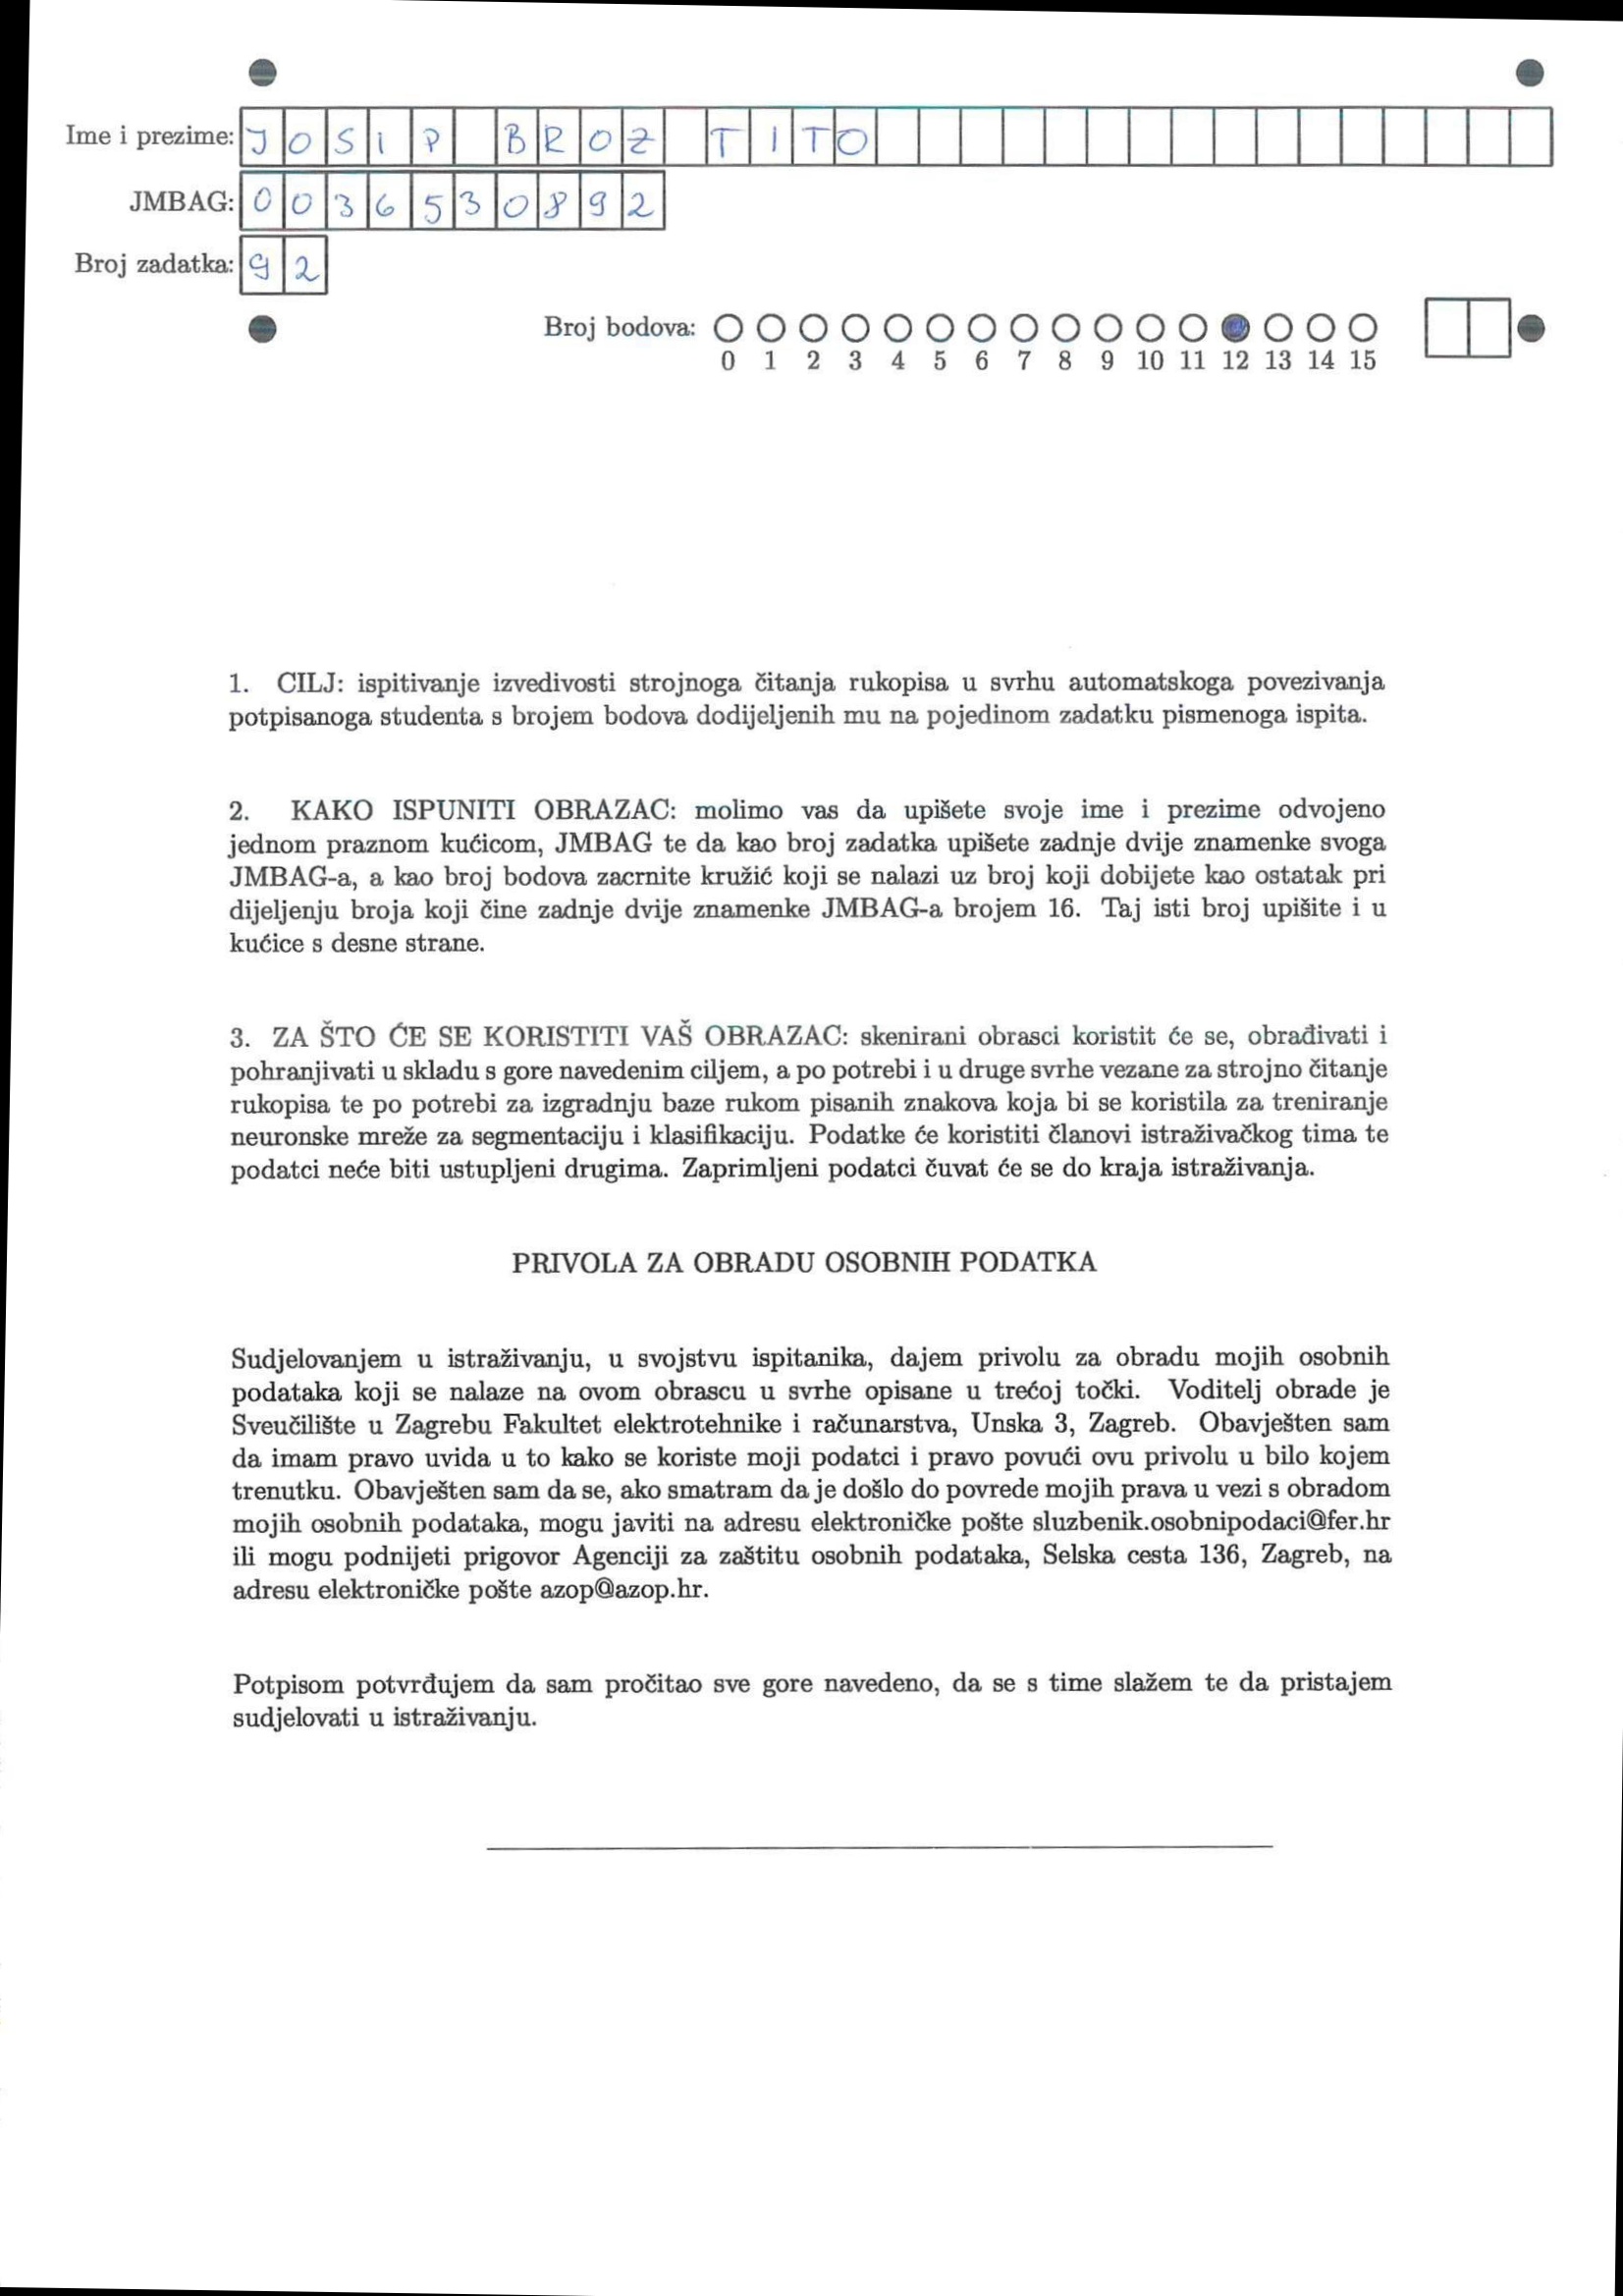 Ime i prezime: JOSIP BROZ TITO
JMBAG: 0036530892
Broj zadatka: 92
Broj bodova:
0 1 2 3 4 5 6 7 8 9 10 11 12 13 14 15
1. CILJ: ispitivanje izvedivosti strojnoga čitanja rukopisa u svrhu automatskoga povezivanja
potpisanoga studenta s brojem bodova dodijeljenih mu na pojedinom zadatku pismenoga ispita.
2. KAKO ISPUNITI OBRAZAC: molimo vas da upišete svoje ime i prezime odvojeno
jednom praznom kućicom, JMBAG te da kao broj zadatka upišete zadnje dvije znamenke svoga
JMBAG-a, a kao broj bodova zacrnite kružić koji se nalazi uz broj koji dobijete kao ostatak pri
dijeljenju broja koji čine zadnje dvije znamenke JMBAG-a brojem 16. Taj isti broj upišite i u
kućice s desne strane.
3. ZA ŠTO ĆE SE KORISTITI VAŠ OBRAZAC: skenirani obrasci koristit će se, obrađivati i
pohranjivati u skladu s gore navedenim ciljem, a po potrebi i u druge svrhe vezane za strojno čitanje
rukopisa te po potrebi za izgradnju baze rukom pisanih znakova koja bi se koristila za treniranje
neuronske mreže za segmentaciju i klasifikaciju. Podatke će koristiti članovi istraživačkog tima te
podatci neće biti ustupljeni drugima. Zaprimljeni podatci čuvat će se do kraja istraživanja.
PRIVOLA ZA OBRADU OSOBNIH PODATKA
Sudjelovanjem u istraživanju, u svojstvu ispitanika, dajem privolu za obradu mojih osobnih
podataka koji se nalaze na ovom obrascu u svrhe opisane u trećoj točki. Voditelj obrade je
Sveučilište u Zagrebu Fakultet elektrotehnike i računarstva, Unska 3, Zagreb. Obavješten sam
da imam pravo uvida u to kako se koriste moji podatci i pravo povući ovu privolu u bilo kojem
trenutku. Obavješten sam da se, ako smatram da je došlo do povrede mojih prava u vezi s obradom
mojih osobnih podataka, mogu javiti na adresu elektroničke pošte sluzbenik.osobnipodaci@fer.hr
ili mogu podnijeti prigovor Agenciji za zaštitu osobnih podataka, Selska cesta 136, Zagreb, na
adresu elektroničke pošte azop@azop.hr.
Potpisom potvrđujem da sam pročitao sve gore navedeno, da se s time slažem te da pristajem
sudjelovati u istraživanju.